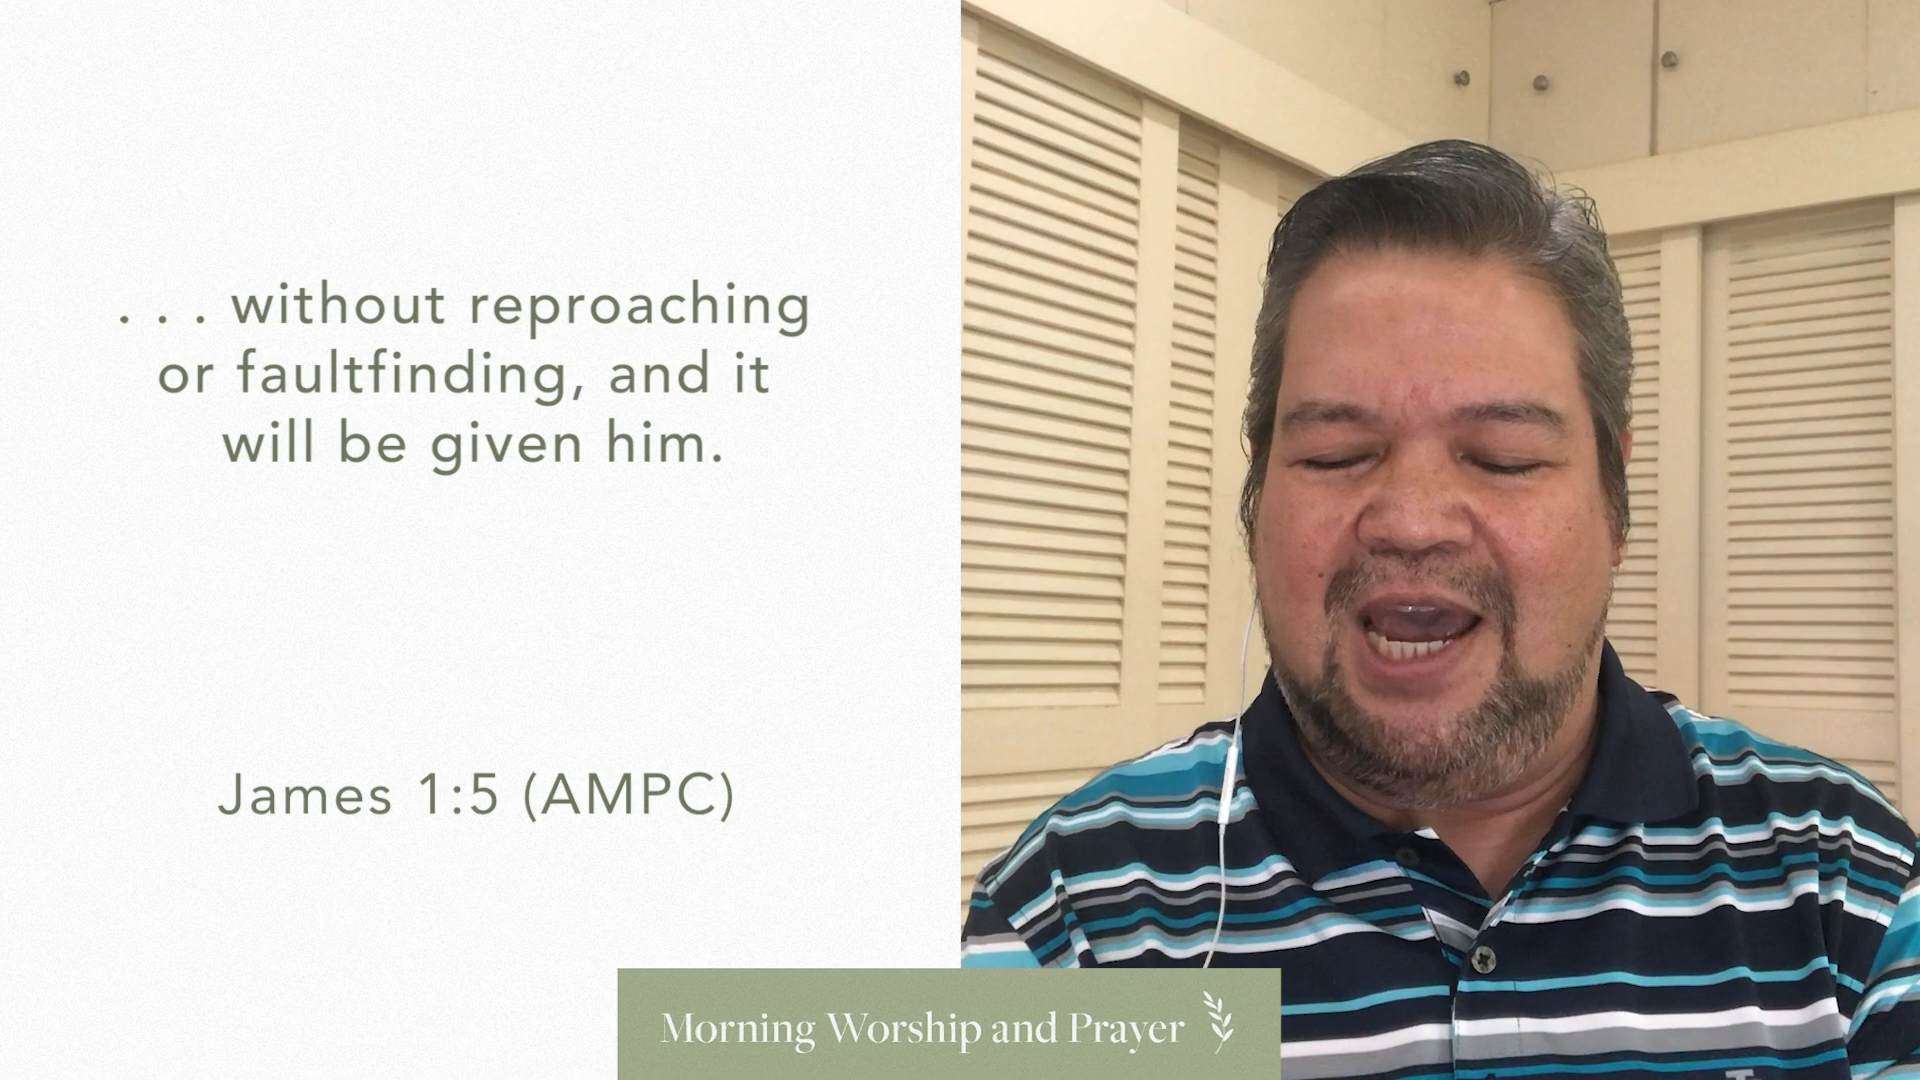 . . . without reproaching
or faultfinding, and it
will be given him.
James 1:5 (AMPC)
Morning Worship and Prayer